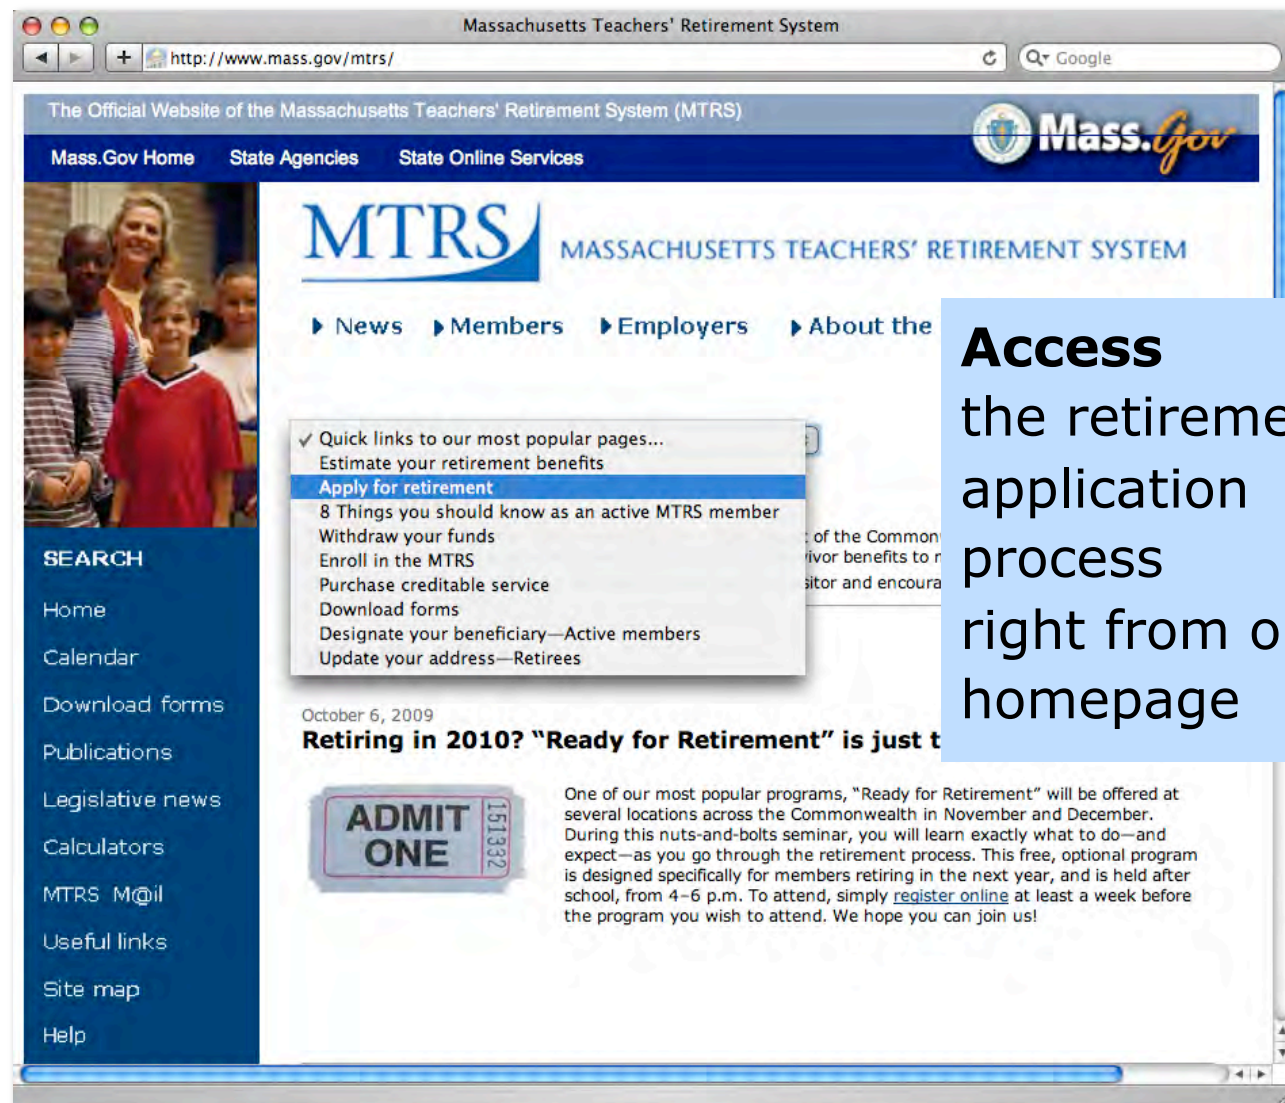 Massachusetts Teachers' Retirement System
http://www.mass.gov/mtrs/
Google
The Official Website of the Massachusetts Teachers' Retirement System (MTRS)
Mass.Gov
Mass.Gov Home State Agencies State Online Services
MTRS MASSACHUSETTS TEACHERS' RETIREMENT SYSTEM
News Members Employers About the
Access
the retireme
application
process
right from o
homepage
✓ Quick links to our most popular pages...
Estimate your retirement benefits
Apply for retirement
8 Things you should know as an active MTRS member
Withdraw your funds
Enroll in the MTRS
Purchase creditable service
Download forms
Designate your beneficiary—Active members
Update your address—Retirees
of the Common
vivor benefits to
sitor and encoura
SEARCH
Home
Calendar
Download forms
Publications
Legislative news
Calculators
MTRS M@il
Useful links
Site map
Help
October 6, 2009
Retiring in 2010? “Ready for Retirement” is just t
ADMIT
ONE
151332
One of our most popular programs, “Ready for Retirement” will be offered at
several locations across the Commonwealth in November and December.
During this nuts-and-bolts seminar, you will learn exactly what to do—and
expect—as you go through the retirement process. This free, optional program
is designed specifically for members retiring in the next year, and is held after
school, from 4–6 p.m. To attend, simply register online at least a week before
the program you wish to attend. We hope you can join us!